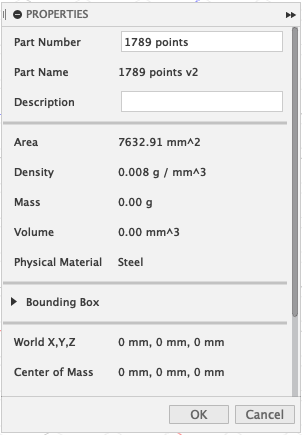 PROPERTIES
Part Number 1789 points
Part Name 1789 points v2
Description
Area 7632.91 mm^2
Density 0.008 g / mm^3
Mass 0.00 g
Volume 0.00 mm^3
Physical Material Steel
Bounding Box
World X,Y,Z 0 mm, 0 mm, 0 mm
Center of Mass 0 mm, 0 mm, 0 mm
OK Cancel